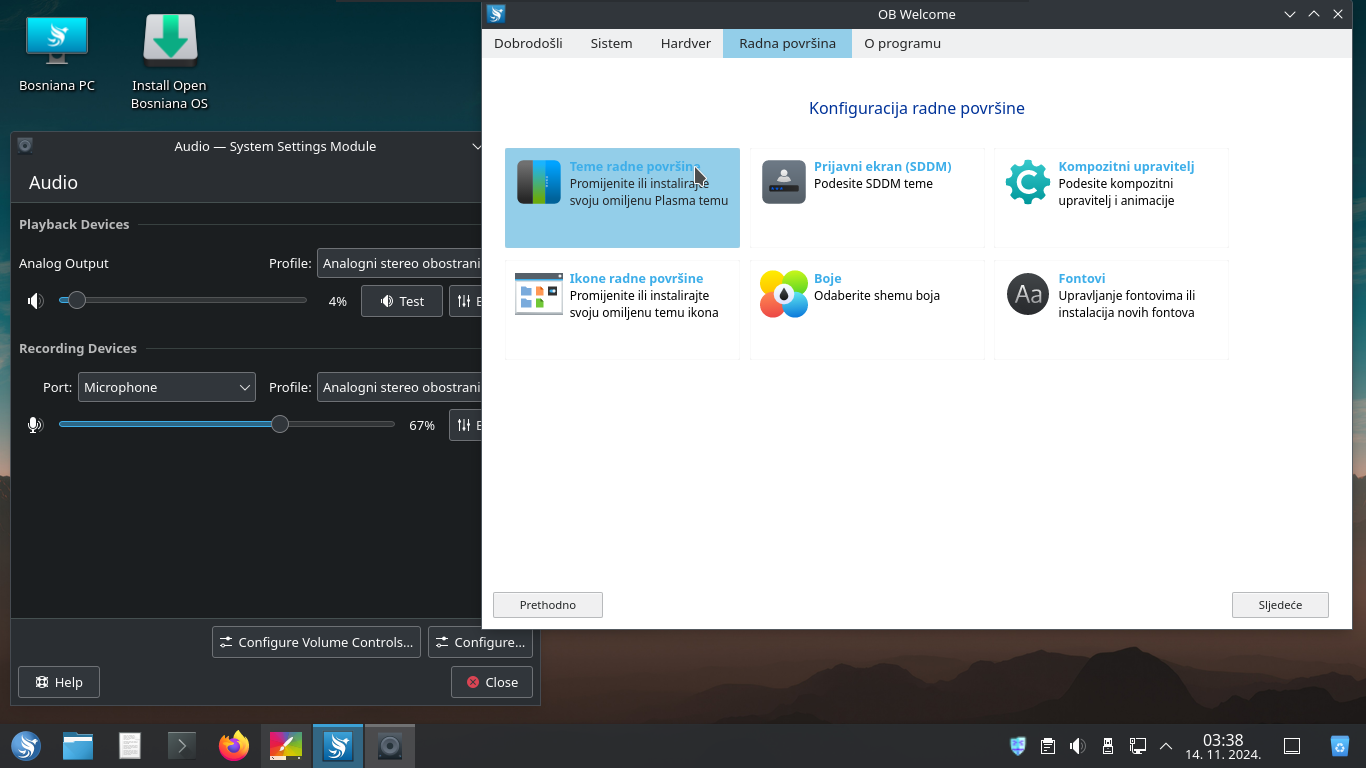 Bosniana PC
Install Open
Bosniana OS
Audio — System Settings Module
Audio
Playback Devices
Analog Output
Profile:
Analogni stereo obostrani
4%
Test
Recording Devices
Port:
Microphone
Profile:
Analogni stereo obostrani
67%
Configure Volume Controls...
Configure...
Help
Close
OB Welcome
Dobrodošli
Sistem
Hardver
Radna površina
O programu
Konfiguracija radne površine
Teme radne površine
Promijenite ili instalirajte
svoju omiljenu Plasma temu
Prijavni ekran (SDDM)
Podesite SDDM teme
Kompozitni upravitelj
Podesite kompozitni
upravitelj i animacije
Ikone radne površine
Promijenite ili instalirajte
svoju omiljenu temu ikona
Boje
Odaberite shemu boja
Aa
Fontovi
Upravljanje fontovima ili
instalacija novih fontova
Prethodno
Sljedeće
03:38
14. 11. 2024.